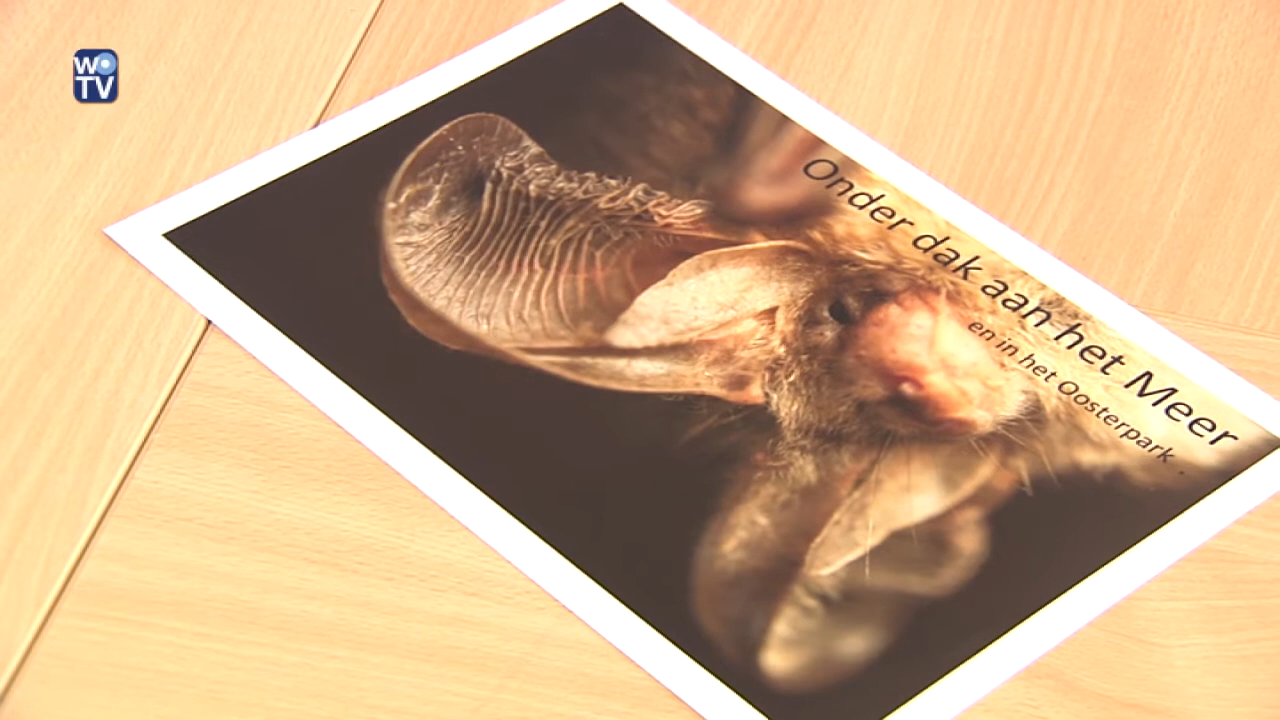 WO
TV
Onder dak aan het Meer
en in het Oosterpark .